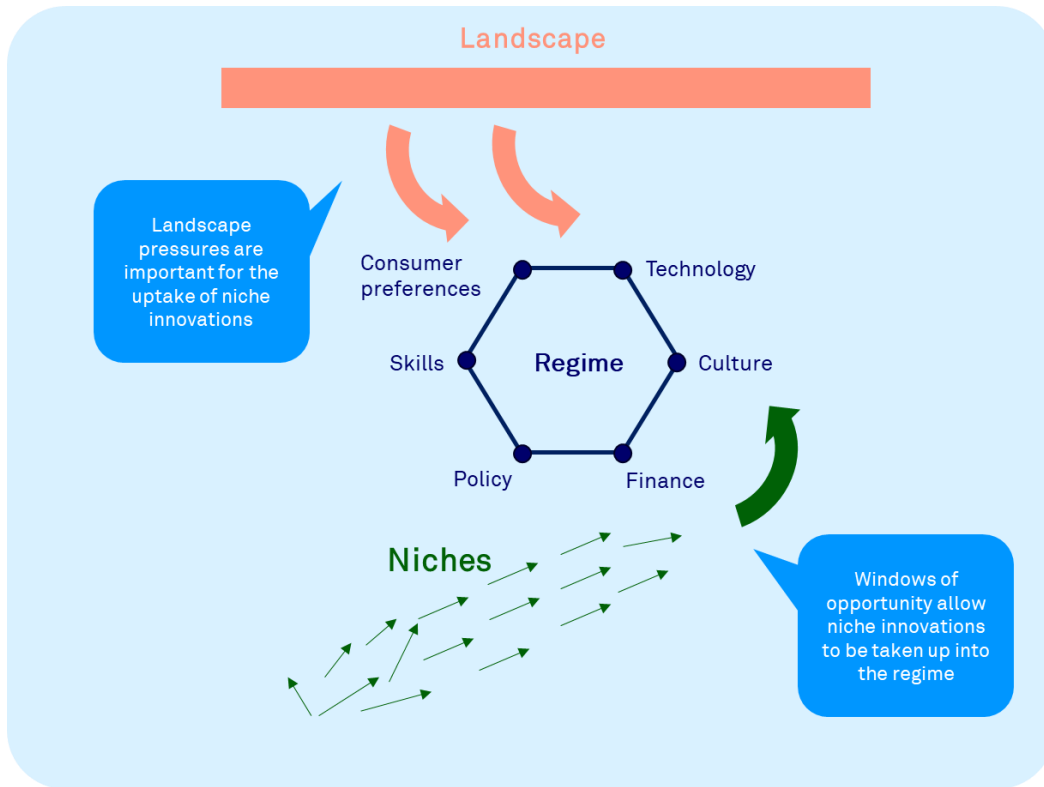 Landscape
Landscape
pressures are
important for the
uptake of niche
innovations
Consumer
preferences
Technology
Skills
Regime
Culture
Policy
Finance
Niches
Windows of
opportunity allow
niche innovations
to be taken up into
the regime